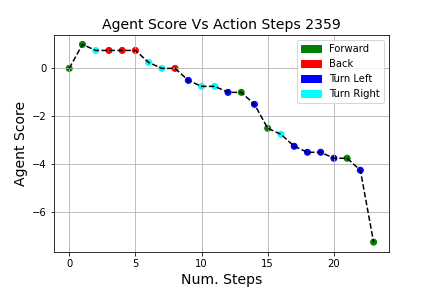 Agent Score Vs Action Steps 2359
Forward
Back
Turn Left
Turn Right
Agent Score
0
−2
−4
−6
0 5 10 15 20
Num. Steps